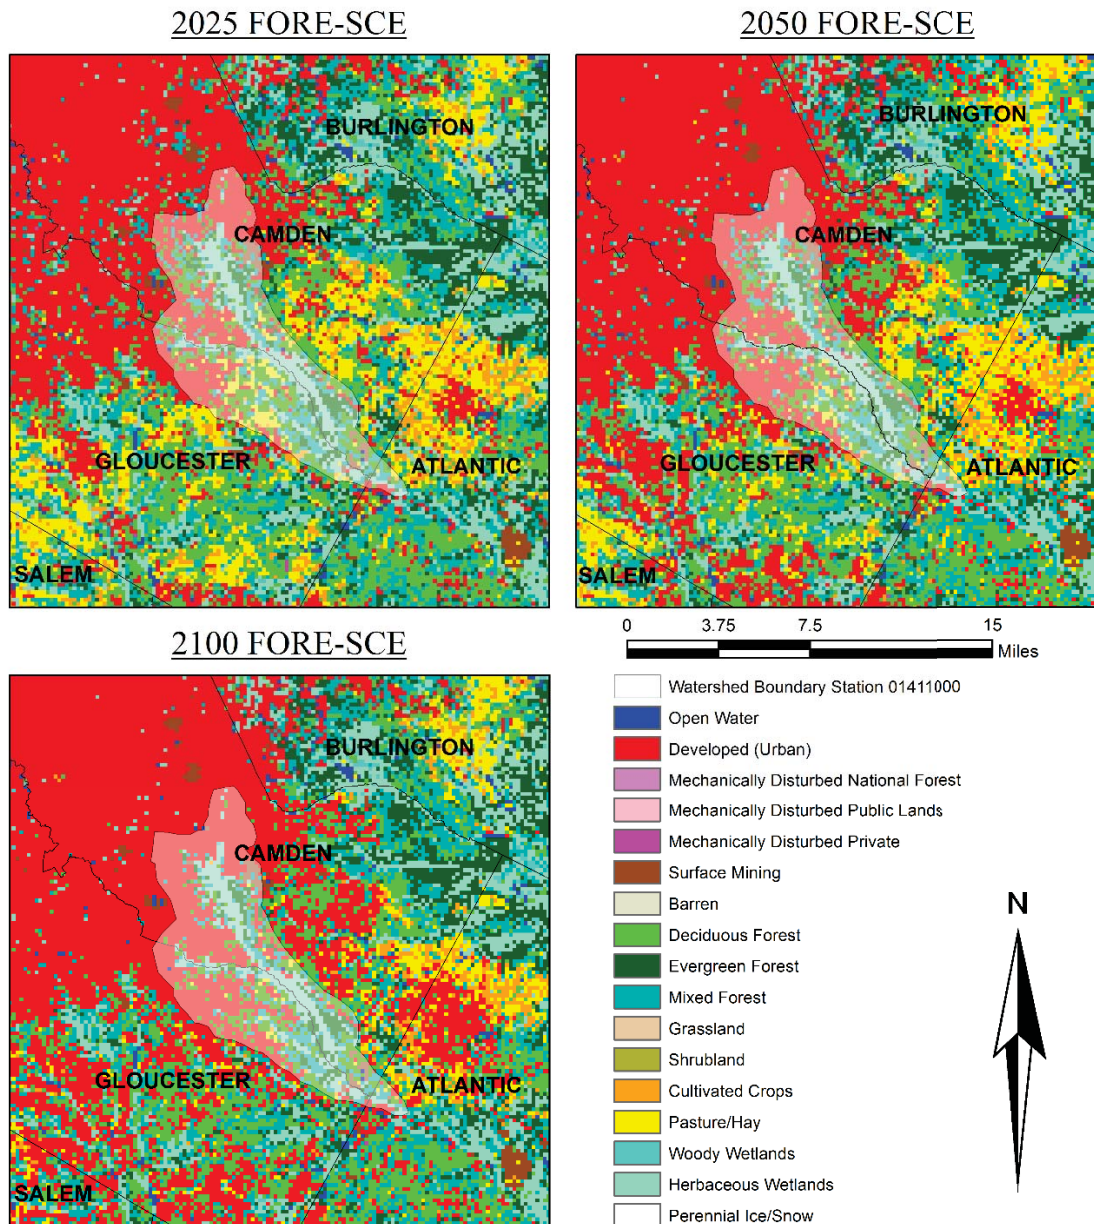 2025 FORE-SCE
2050 FORE-SCE
BURLINGTON
CAMDEN
GLOUCESTER
ATLANTIC
SALEM
BURLINGTON
CAMDEN
GLOUCESTER
ATLANTIC
SALEM
2100 FORE-SCE
BURLINGTON
CAMDEN
GLOUCESTER
ATLANTIC
SALEM
0 3.75 7.5 15
Miles
Watershed Boundary Station 01411000
Open Water
Developed (Urban)
Mechanically Disturbed National Forest
Mechanically Disturbed Public Lands
Mechanically Disturbed Private
Surface Mining
Barren
Deciduous Forest
Evergreen Forest
Mixed Forest
Grassland
Shrubland
Cultivated Crops
Pasture/Hay
Woody Wetlands
Herbaceous Wetlands
Perennial Ice/Snow
N